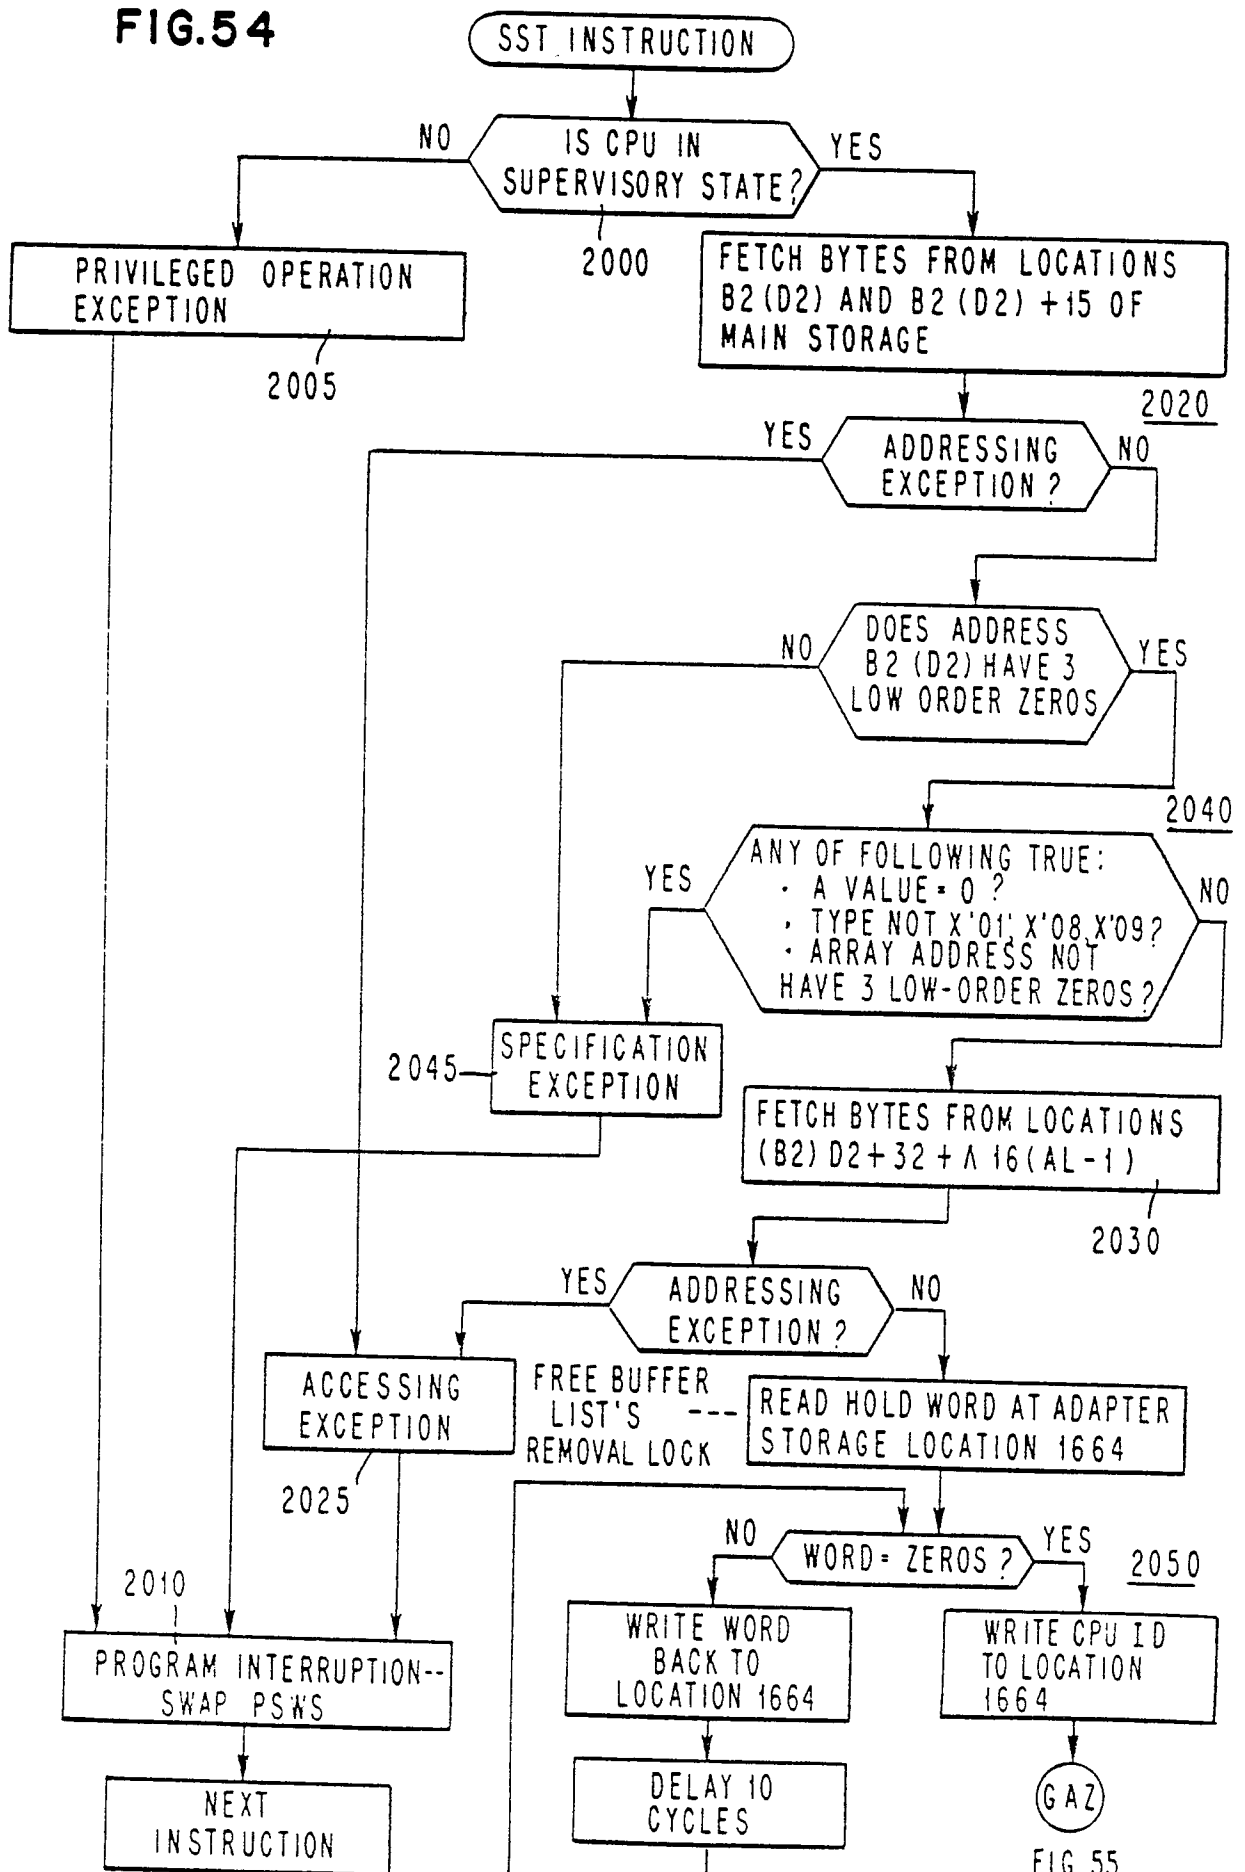 FIG.54
SST INSTRUCTION
IS CPU IN
SUPERVISORY STATE?
NO
YES
2000
PRIVILEGED OPERATION
EXCEPTION
2005
FETCH BYTES FROM LOCATIONS
B2(D2) AND B2(D2) +15 OF
MAIN STORAGE
2020
YES
ADDRESSING
EXCEPTION?
NO
NO
DOES ADDRESS
B2 (D2) HAVE 3
LOW ORDER ZEROS
YES
2040
YES
ANY OF FOLLOWING TRUE:
· A VALUE = 0 ?
· TYPE NOT X'01', X'08, X'09?
· ARRAY ADDRESS NOT
HAVE 3 LOW-ORDER ZEROS?
NO
2045
SPECIFICATION
EXCEPTION
FETCH BYTES FROM LOCATIONS
(B2) D2+32 + Λ 16(AL-1)
2030
YES
ADDRESSING
EXCEPTION?
NO
ACCESSING
EXCEPTION
2025
FREE BUFFER
LIST'S ---
REMOVAL LOCK
READ HOLD WORD AT ADAPTER
STORAGE LOCATION 1664
NO
WORD= ZEROS?
YES
2050
2010
PROGRAM INTERRUPTION--
SWAP PSWS
WRITE WORD
BACK TO
LOCATION 1664
WRITE CPU ID
TO LOCATION
1664
NEXT
INSTRUCTION
DELAY 10
CYCLES
GAZ
FIG 55